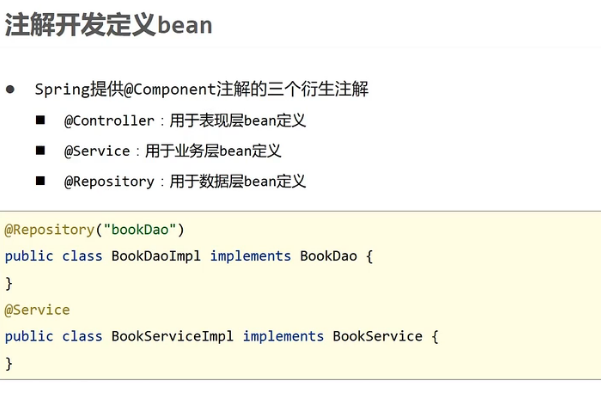 注解开发定义bean
● Spring提供@Component注解的三个衍生注解
■ @Controller：用于表现层bean定义
■ @Service：用于业务层bean定义
■ @Repository：用于数据层bean定义
@Repository("bookDao")
public class BookDaoImpl implements BookDao {
}
@Service
public class BookServiceImpl implements BookService {
}